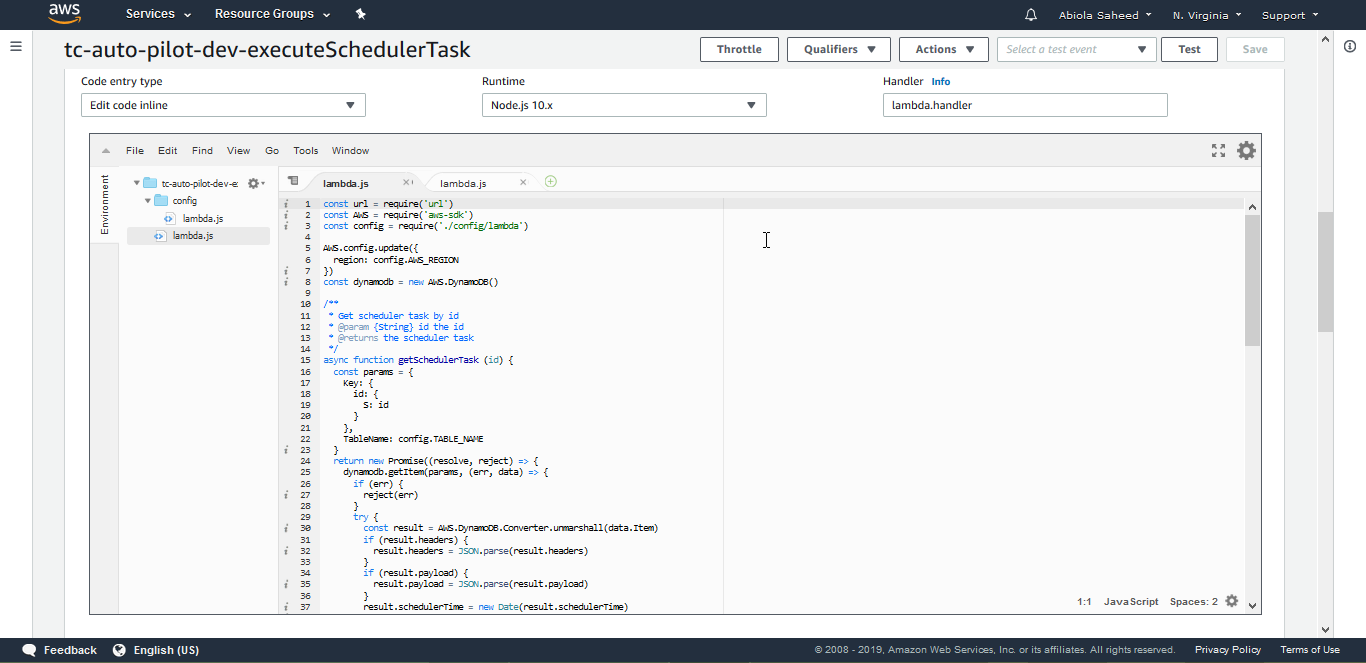 aws
Services Resource Groups Abiola Saheed N. Virginia Support
tc-auto-pilot-dev-executeSchedulerTask
Throttle Qualifiers Actions Select a test event Test Save
Code entry type Runtime Handler Info
Edit code inline Node.js 10.x lambda.handler
File Edit Find View Go Tools Window
Environment
tc-auto-pilot-dev-e:
config
lambda.js
lambda.js
lambda.js lambda.js
1 const url = require('url')
2 const AWS = require('aws-sdk')
3 const config = require('./config/lambda')
4
5 AWS.config.update({
6 region: config.AWS_REGION
7 })
8 const dynamodb = new AWS.DynamoDB()
9
10 /**
11 * Get scheduler task by id
12 * @param {String} id the id
13 * @returns the scheduler task
14 */
15 async function getSchedulerTask (id) {
16 const params = {
17 Key: {
18 id: {
19 S: id
20 }
21 },
22 TableName: config.TABLE_NAME
23 }
24 return new Promise((resolve, reject) => {
25 dynamodb.getItem(params, (err, data) => {
26 if (err) {
27 reject(err)
28 }
29 try {
30 const result = AWS.DynamoDB.Converter.unmarshall(data.Item)
31 if (result.headers) {
32 result.headers = JSON.parse(result.headers)
33 }
34 if (result.payload) {
35 result.payload = JSON.parse(result.payload)
36 }
37 result.schedulerTime = new Date(result.schedulerTime)
1:1 JavaScript Spaces: 2
Feedback English (US) © 2008 - 2019, Amazon Web Services, Inc. or its affiliates. All rights reserved. Privacy Policy Terms of Use